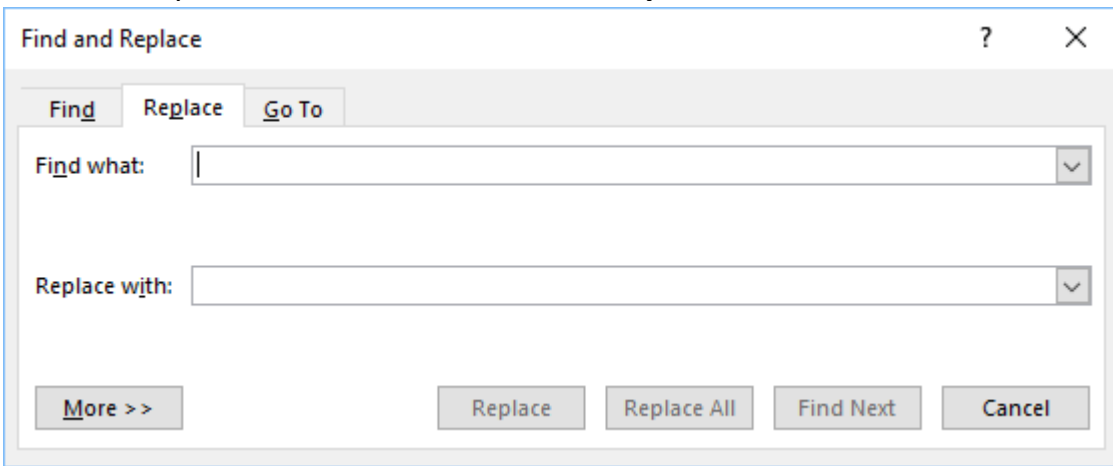 Find and Replace ?
Find Replace Go To
Find what:
Replace with:
More >> Replace Replace All Find Next Cancel